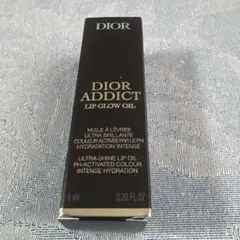 DIOR
DIOR
ADDICT
LIP GLOW OIL
HUILE À LÈVRES
ULTRA BRILLANTE
COULEUR ACTIVÉE PAR LE PH
HYDRATATION INTENSE
ULTRA-SHINE LIP OIL
PH-ACTIVATED COLOUR
INTENSE HYDRATION
6 ml 0.20 FL.OZ